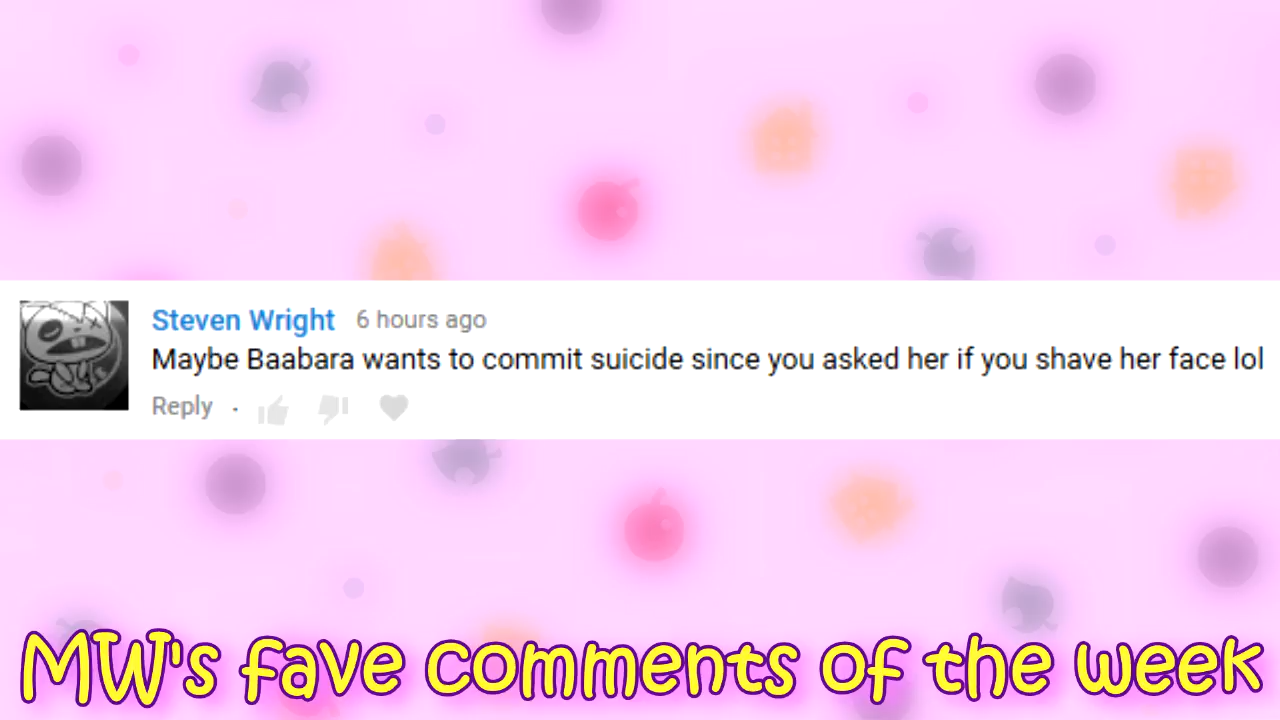 Steven Wright 6 hours ago
Maybe Baabara wants to commit suicide since you asked her if you shave her face lol
Reply ·
MW's fave comments of the week